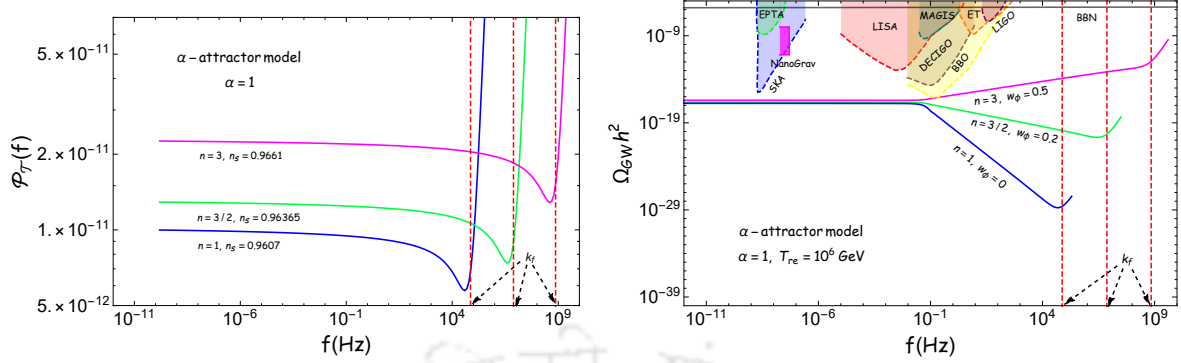 α−attractor model
α=1
n=3, n_s=0.9661
n=3/2, n_s=0.96365
n=1, n_s=0.9607
k_f
5.×10⁻¹¹
2.×10⁻¹¹
1.×10⁻¹¹
5.×10⁻¹²
𝒫_𝒯(f)
10⁻¹¹ 10⁻⁶ 10⁻¹ 10⁴ 10⁹
f(Hz)
EPTA
SKA
NanoGrav
LISA
MAGIS
DECIGO
BBO
ET
LIGO
BBN
n=3, w_ϕ=0.5
n=3/2, w_ϕ=0.2
n=1, w_ϕ=0
α−attractor model
α=1, T_re=10⁶ GeV
k_f
10⁻⁹
10⁻¹⁹
10⁻²⁹
10⁻³⁹
Ω_GW h²
10⁻¹¹ 10⁻⁶ 10⁻¹ 10⁴ 10⁹
f(Hz)